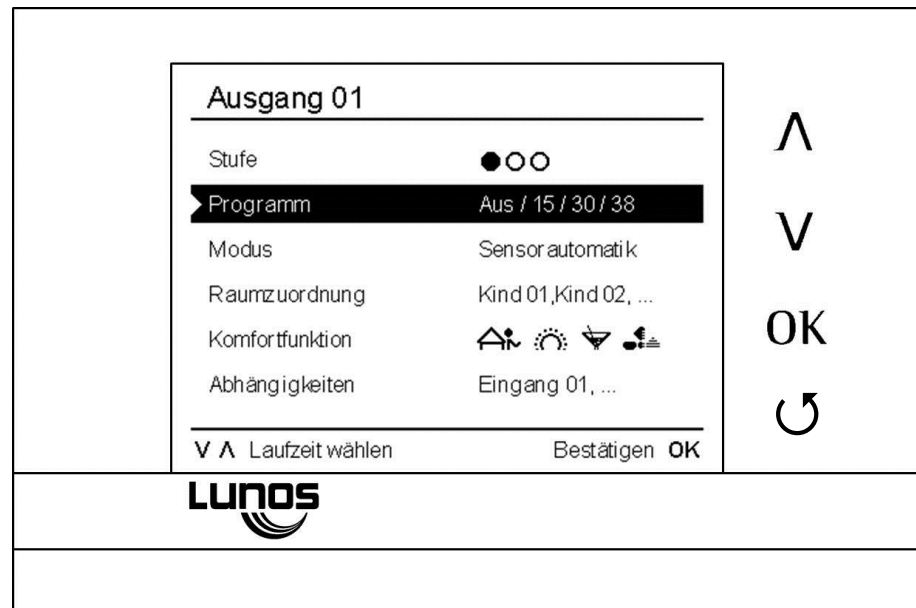 Ausgang 01
Stufe
Programm Aus / 15 / 30 / 38
Modus Sensorautomatik
Raumzuordnung Kind 01,Kind 02, ...
Komfortfunktion
Abhängigkeiten Eingang 01, ...
V Λ Laufzeit wählen Bestätigen OK
Λ
V
OK
LUNOS